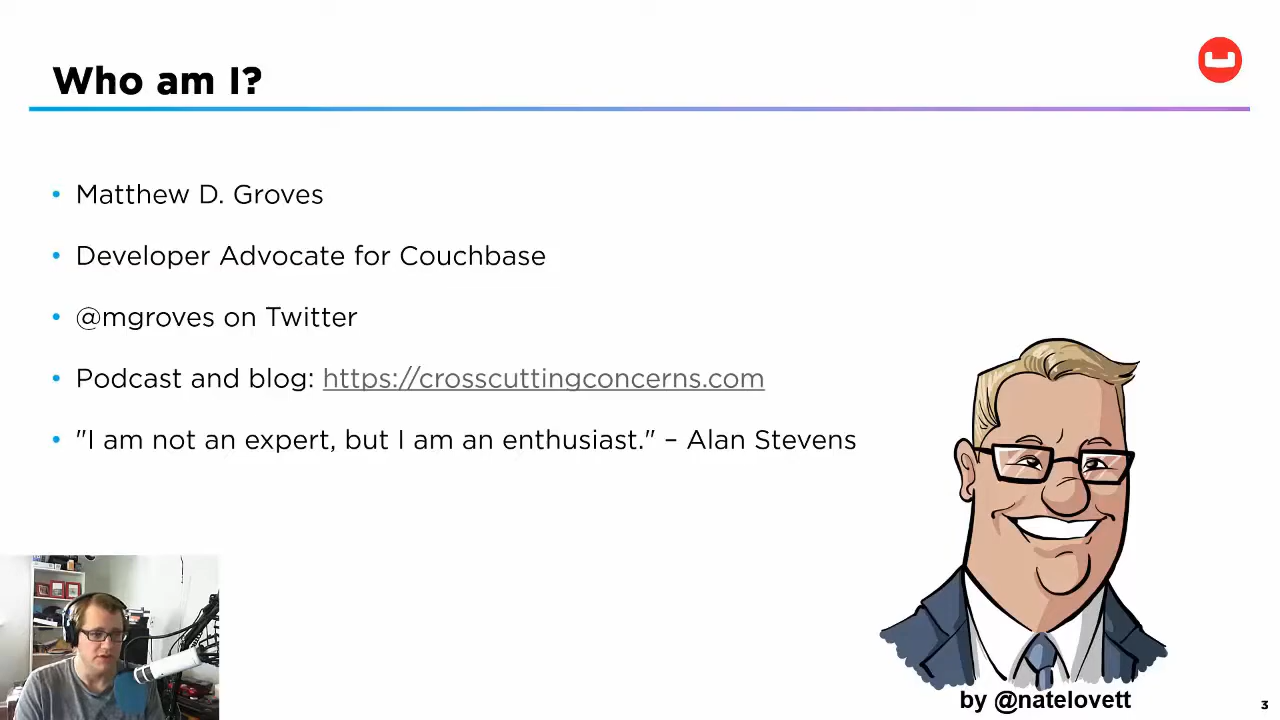 Who am I?
• Matthew D. Groves
• Developer Advocate for Couchbase
• @mgroves on Twitter
• Podcast and blog: https://crosscuttingconcerns.com
• "I am not an expert, but I am an enthusiast." – Alan Stevens
by @natelovett
3